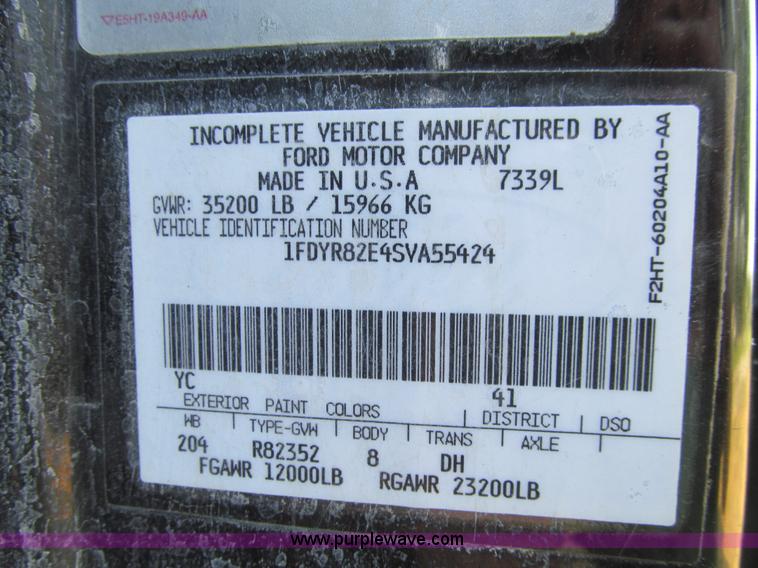 E5HT-19A349-AA
INCOMPLETE VEHICLE MANUFACTURED BY
FORD MOTOR COMPANY
MADE IN U.S.A 7339L
GVWR: 35200 LB / 15966 KG
VEHICLE IDENTIFICATION NUMBER
1FDYR82E4SVA55424
F2HT-60204A10-AA
YC 41
EXTERIOR PAINT COLORS DISTRICT DSO
WB TYPE-GVW BODY TRANS AXLE
204 R82352 8 DH
FGAWR 12000LB RGAWR 23200LB
www.purplewave.com